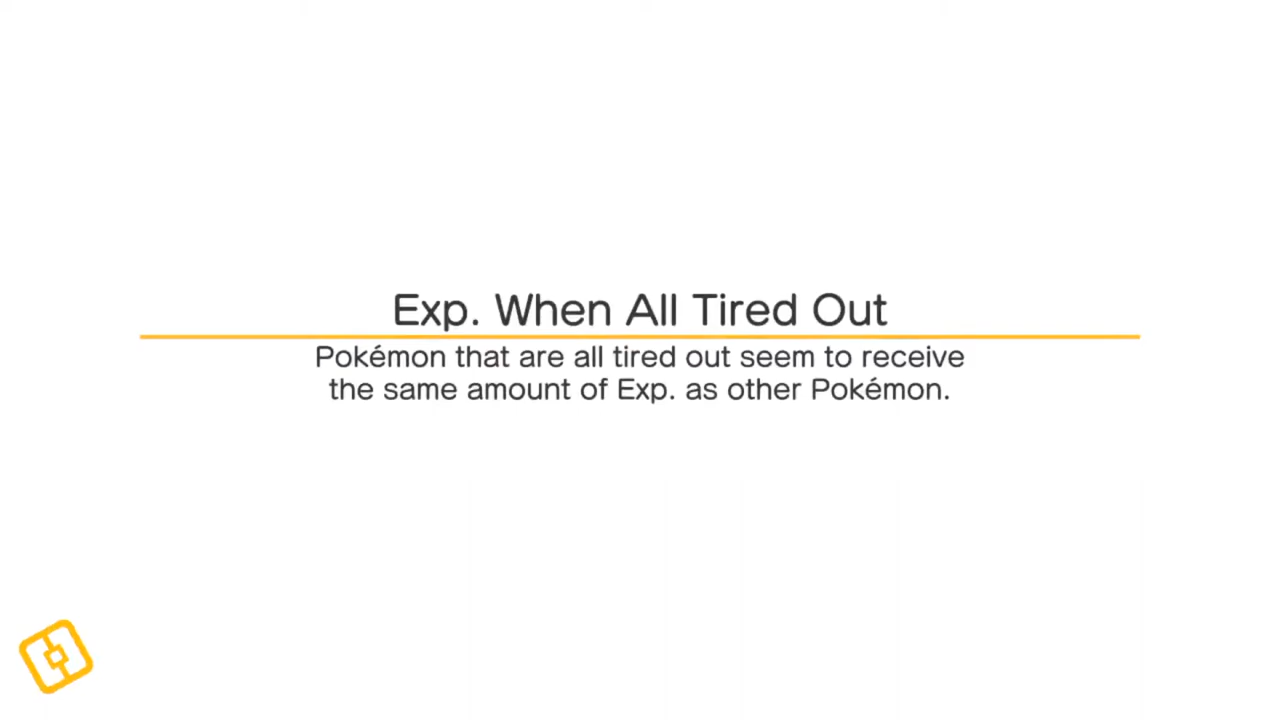 Exp. When All Tired Out
Pokémon that are all tired out seem to receive
the same amount of Exp. as other Pokémon.